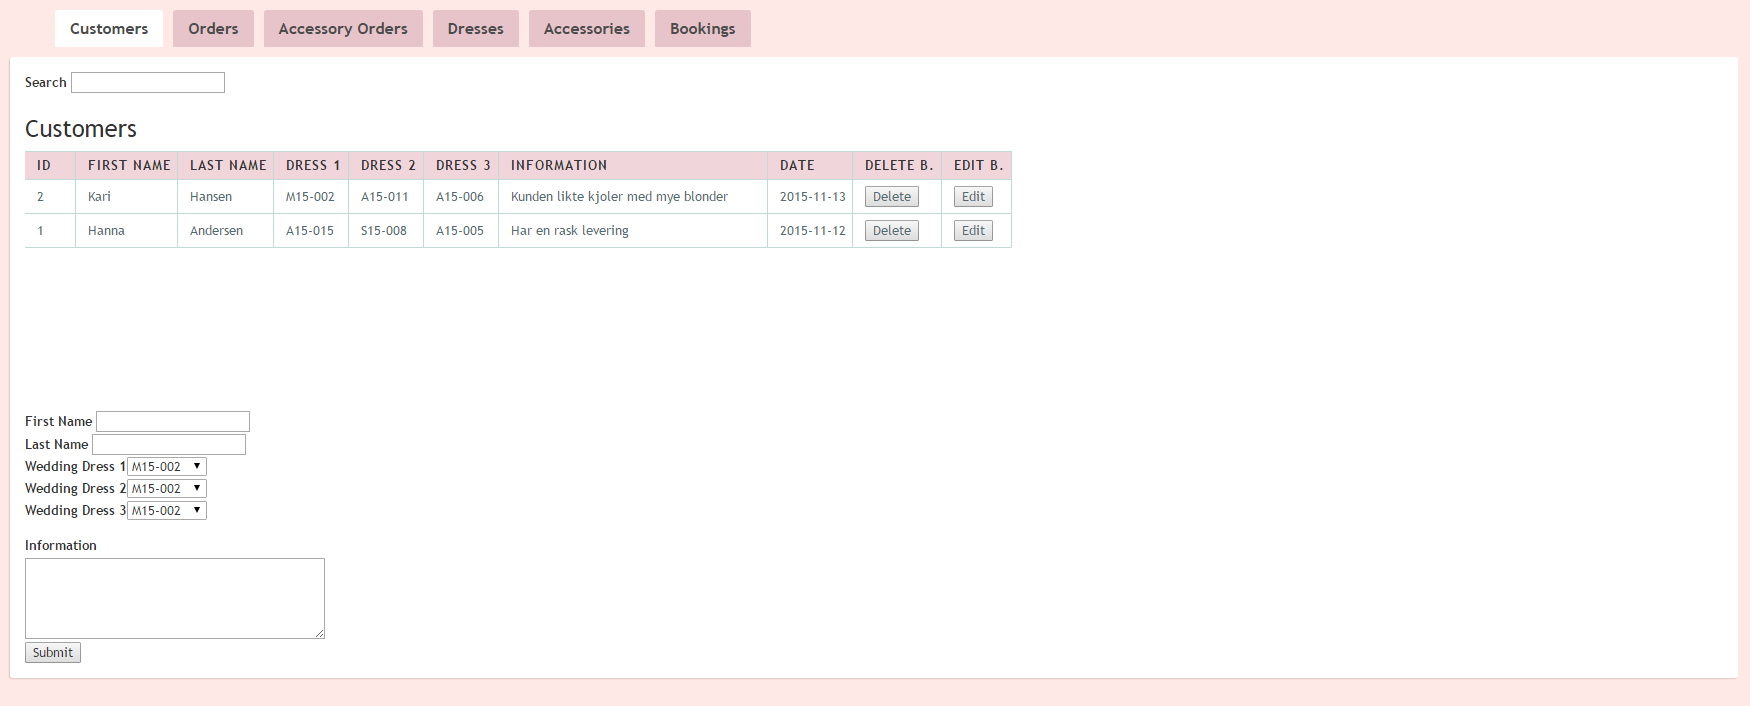 Customers Orders Accessory Orders Dresses Accessories Bookings
Search
Customers
ID FIRST NAME LAST NAME DRESS 1 DRESS 2 DRESS 3 INFORMATION DATE DELETE B. EDIT B.
2 Kari Hansen M15-002 A15-011 A15-006 Kunden likte kjoler med mye blonder 2015-11-13 Delete Edit
1 Hanna Andersen A15-015 S15-008 A15-005 Har en rask levering 2015-11-12 Delete Edit
First Name
Last Name
Wedding Dress 1 M15-002
Wedding Dress 2 M15-002
Wedding Dress 3 M15-002
Information
Submit